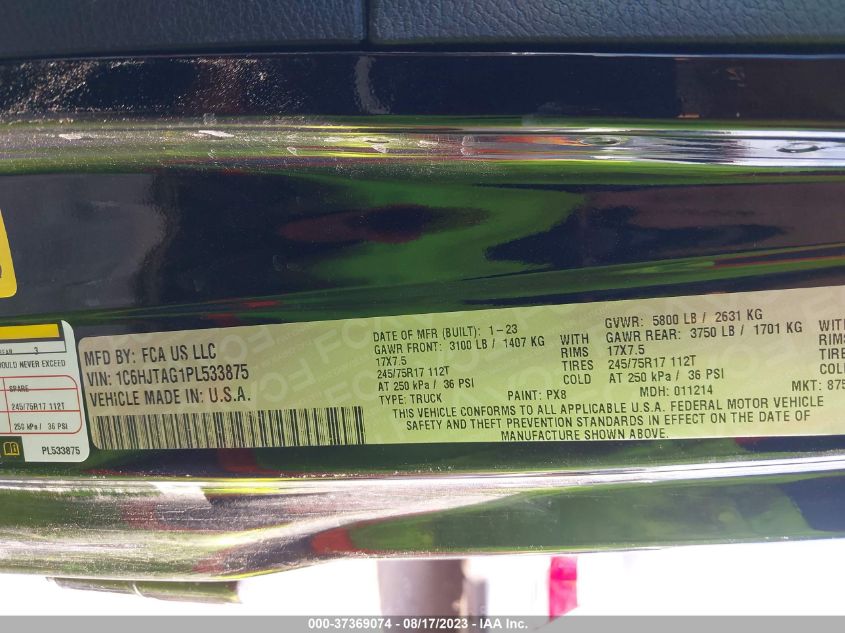 MFD BY: FCA US LLC
VIN: 1C6HJTAG1PL533875
VEHICLE MADE IN: U.S.A.
DATE OF MFR (BUILT): 1-23
GAWR FRONT: 3100 LB / 1407 KG WITH
17X7.5 RIMS
245/75R17 112T TIRES
AT 250 kPa / 36 PSI COLD
TYPE: TRUCK PAINT: PX8
GVWR: 5800 LB / 2631 KG
GAWR REAR: 3750 LB / 1701 KG WITH
17X7.5 RIMS
245/75R17 112T TIRES
AT 250 kPa / 36 PSI COLD
MDH: 011214 MKT: 875
THIS VEHICLE CONFORMS TO ALL APPLICABLE U.S.A. FEDERAL MOTOR VEHICLE
SAFETY AND THEFT PREVENTION STANDARDS IN EFFECT ON THE DATE OF
MANUFACTURE SHOWN ABOVE.
3
NEVER EXCEED
SPARE
245/75R17 112T
250 kPa / 36 PSI
PL533875
000-37369074 - 08/17/2023 - IAA Inc.